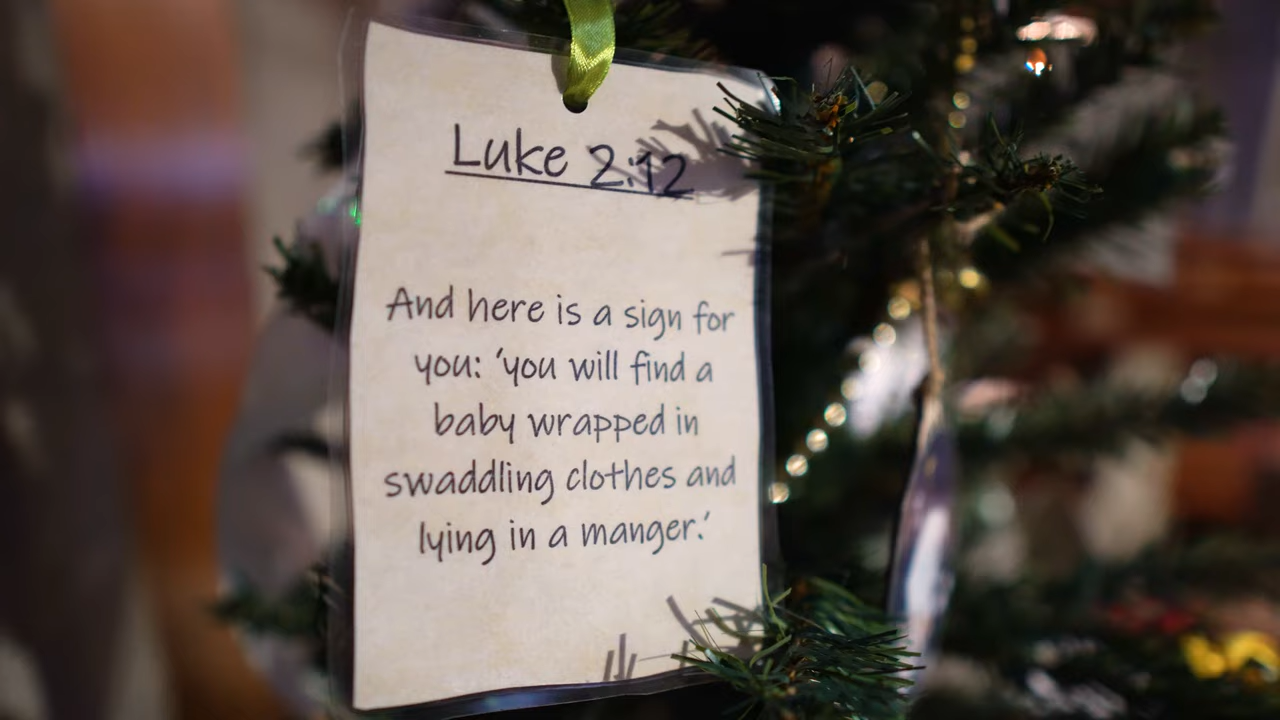 Luke 2:12
And here is a sign for
you: ‘you will find a
baby wrapped in
swaddling clothes and
lying in a manger.’